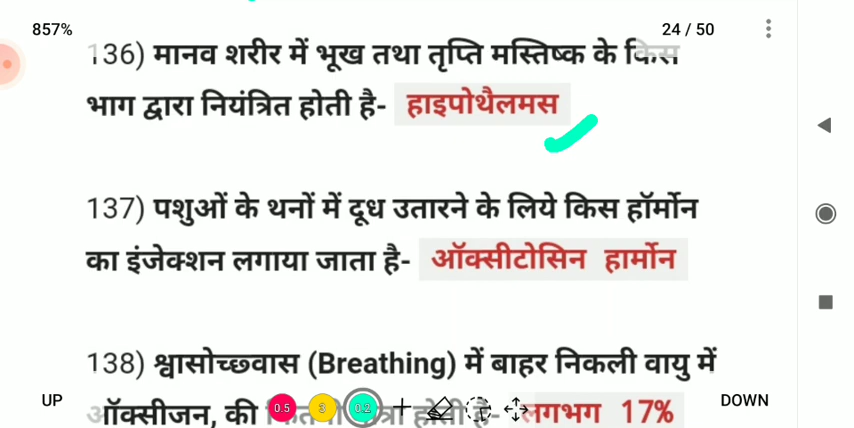 857%
24 / 50
136) मानव शरीर में भूख तथा तृप्ति मस्तिष्क के किस
भाग द्वारा नियंत्रित होती है- हाइपोथैलमस
137) पशुओं के थनों में दूध उतारने के लिये किस हॉर्मोन
का इंजेक्शन लगाया जाता है- ऑक्सीटोसिन हार्मोन
138) श्वासोच्छ्वास (Breathing) में बाहर निकली वायु में
ऑक्सीजन, की कितनी मात्रा होती है- लगभग 17%
UP
0.5
3
0.2
DOWN